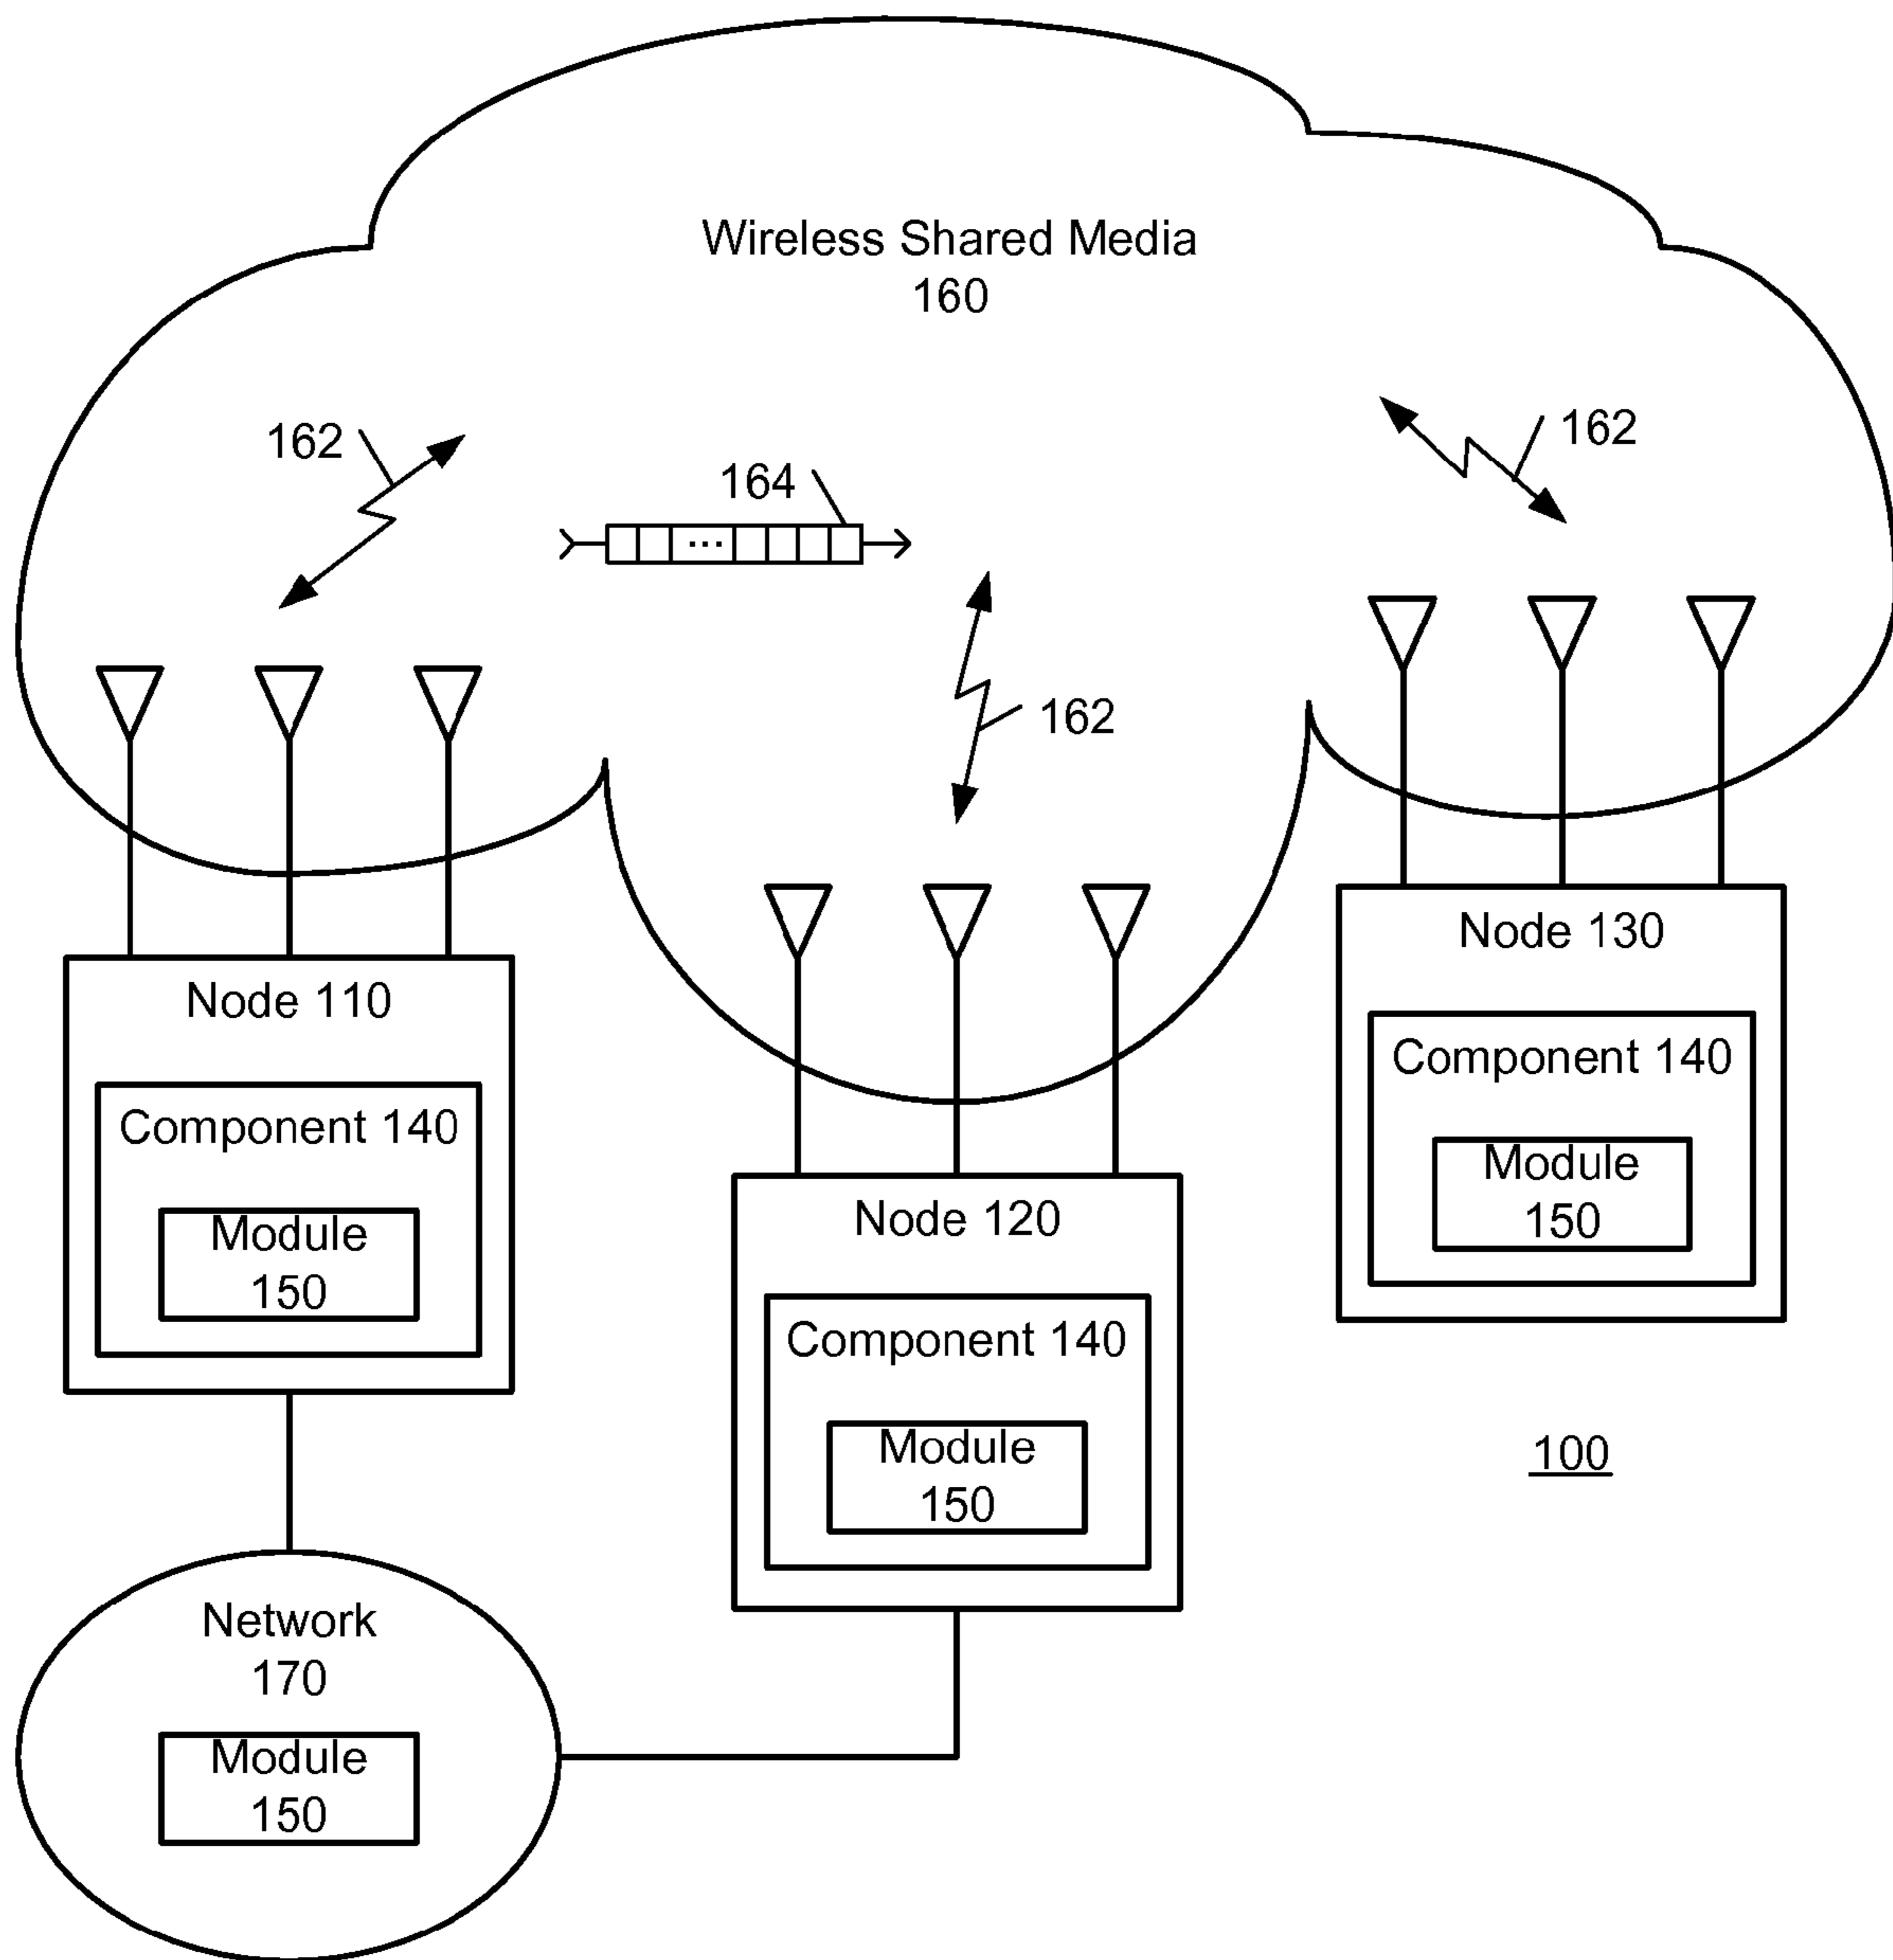 Wireless Shared Media
160
162
162
164
162
Node 130
Component 140
Module
150
Node 110
Component 140
Module
150
Node 120
Component 140
Module
150
100
Network
170
Module
150